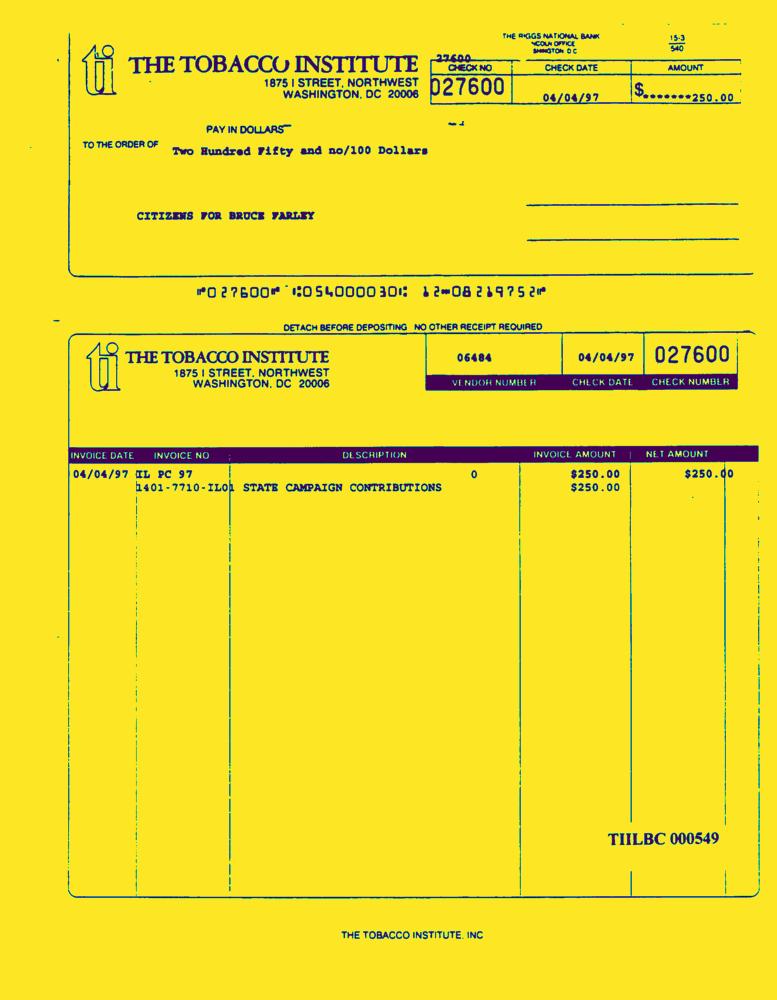 THE RIGGS NATIONAL BANK
OFFICE
D C
15-3
540
ti THE TOBACCO INSTITUTE
1875 I STREET, NORTHWEST
WASHINGTON, DC 20006
27600
CHECK NO CHECK DATE AMOUNT
027600 04/04/97 $*******250.00
PAY IN DOLLARS
TO THE ORDER OF Two Hundred Fifty and no/100 Dollars
CITIZENS FOR BRUCE FARLEY
⑈027600⑈ ⑆054000030⑆ 12⑉08219752⑈
DETACH BEFORE DEPOSITING NO OTHER RECEIPT REQUIRED
ti THE TOBACCO INSTITUTE
1875 I STREET, NORTHWEST
WASHINGTON, DC 20006
06484 04/04/97 027600
VENDOR NUMBER CHECK DATE CHECK NUMBER
INVOICE DATE INVOICE NO DESCRIPTION INVOICE AMOUNT NET AMOUNT
04/04/97 IL PC 97 0 $250.00 $250.00
1401-7710-IL01 STATE CAMPAIGN CONTRIBUTIONS $250.00
TIILBC 000549
THE TOBACCO INSTITUTE. INC